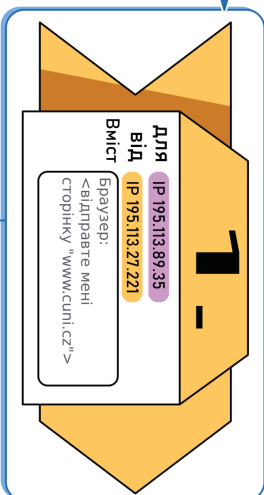 1-
для IP 195.113.89.35
від IP 195.113.27.221
Вміст
Браузер:
<відправте мені
сторінку "www.cuni.cz">